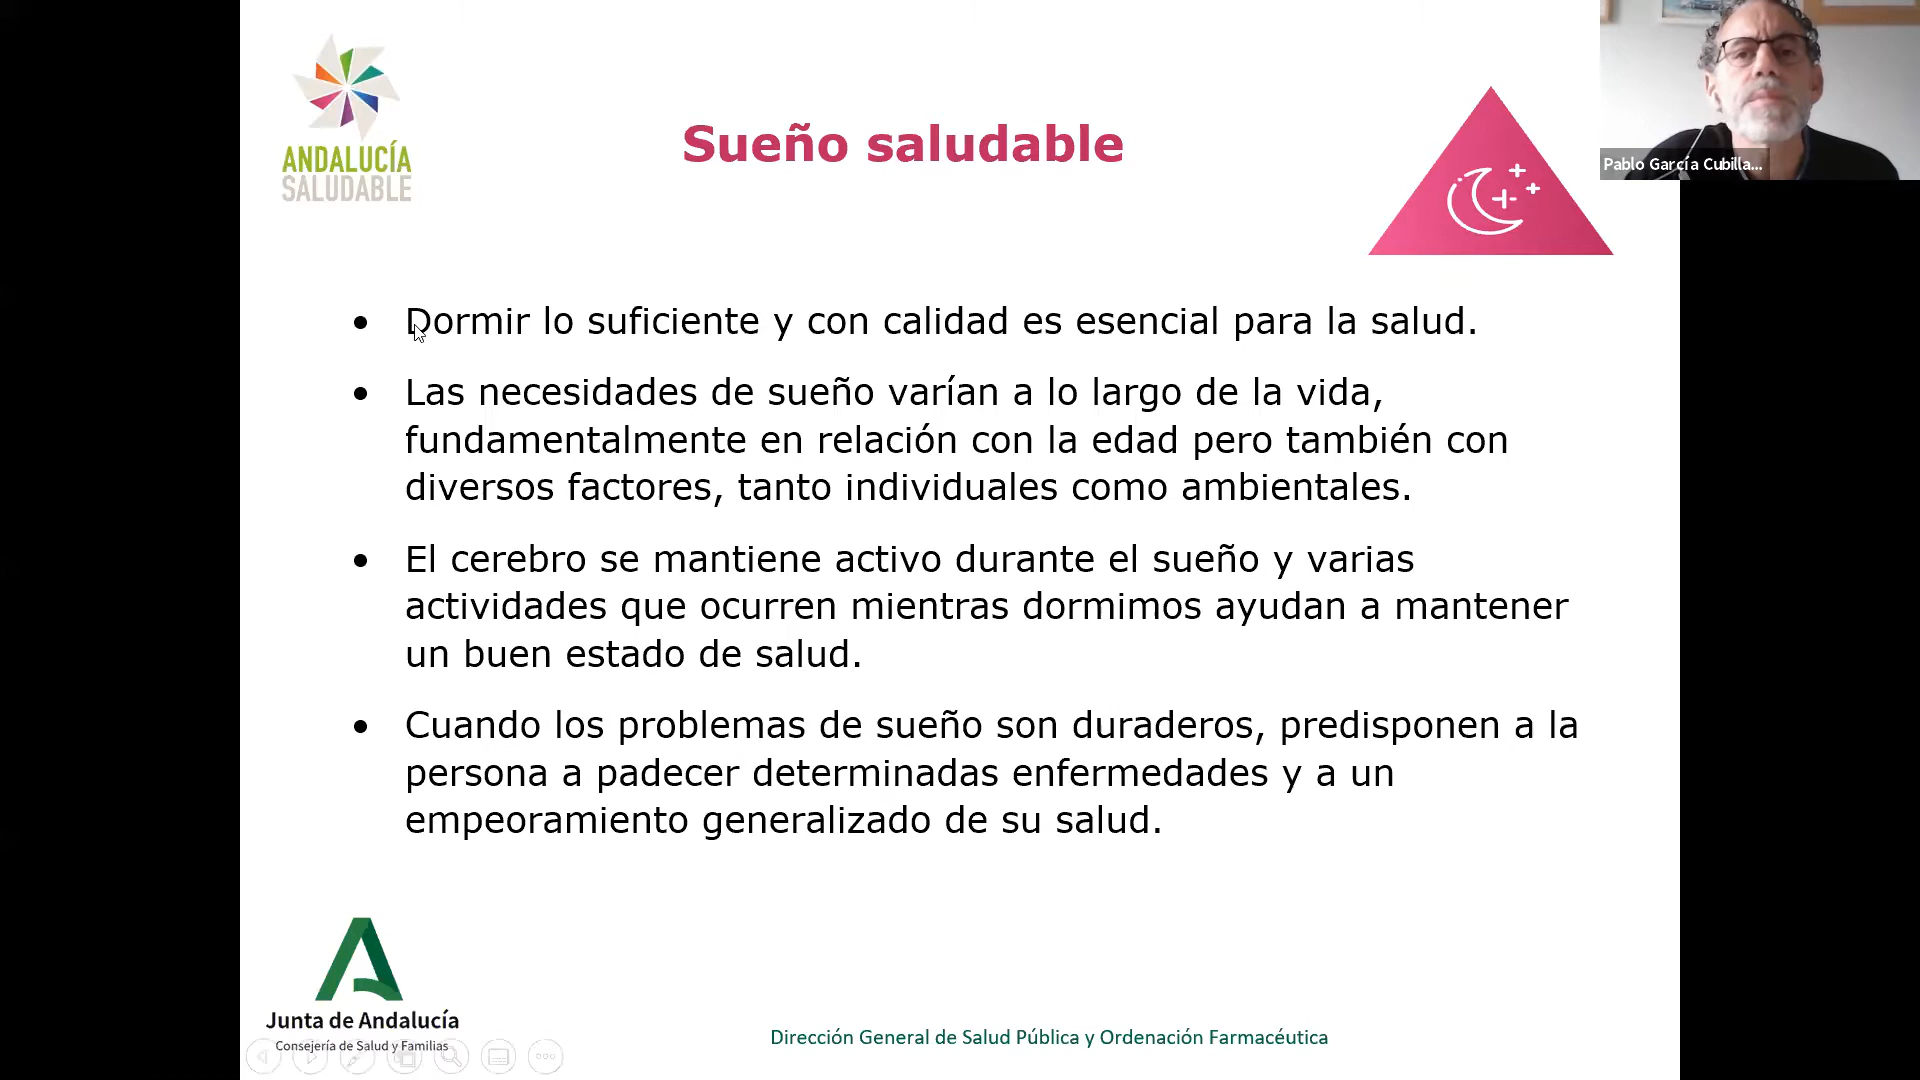 ANDALUCÍA
SALUDABLE
Sueño saludable
Pablo García Cubilla...
• Dormir lo suficiente y con calidad es esencial para la salud.
• Las necesidades de sueño varían a lo largo de la vida,
fundamentalmente en relación con la edad pero también con
diversos factores, tanto individuales como ambientales.
• El cerebro se mantiene activo durante el sueño y varias
actividades que ocurren mientras dormimos ayudan a mantener
un buen estado de salud.
• Cuando los problemas de sueño son duraderos, predisponen a la
persona a padecer determinadas enfermedades y a un
empeoramiento generalizado de su salud.
Junta de Andalucía
Consejería de Salud y Familias
Dirección General de Salud Pública y Ordenación Farmacéutica